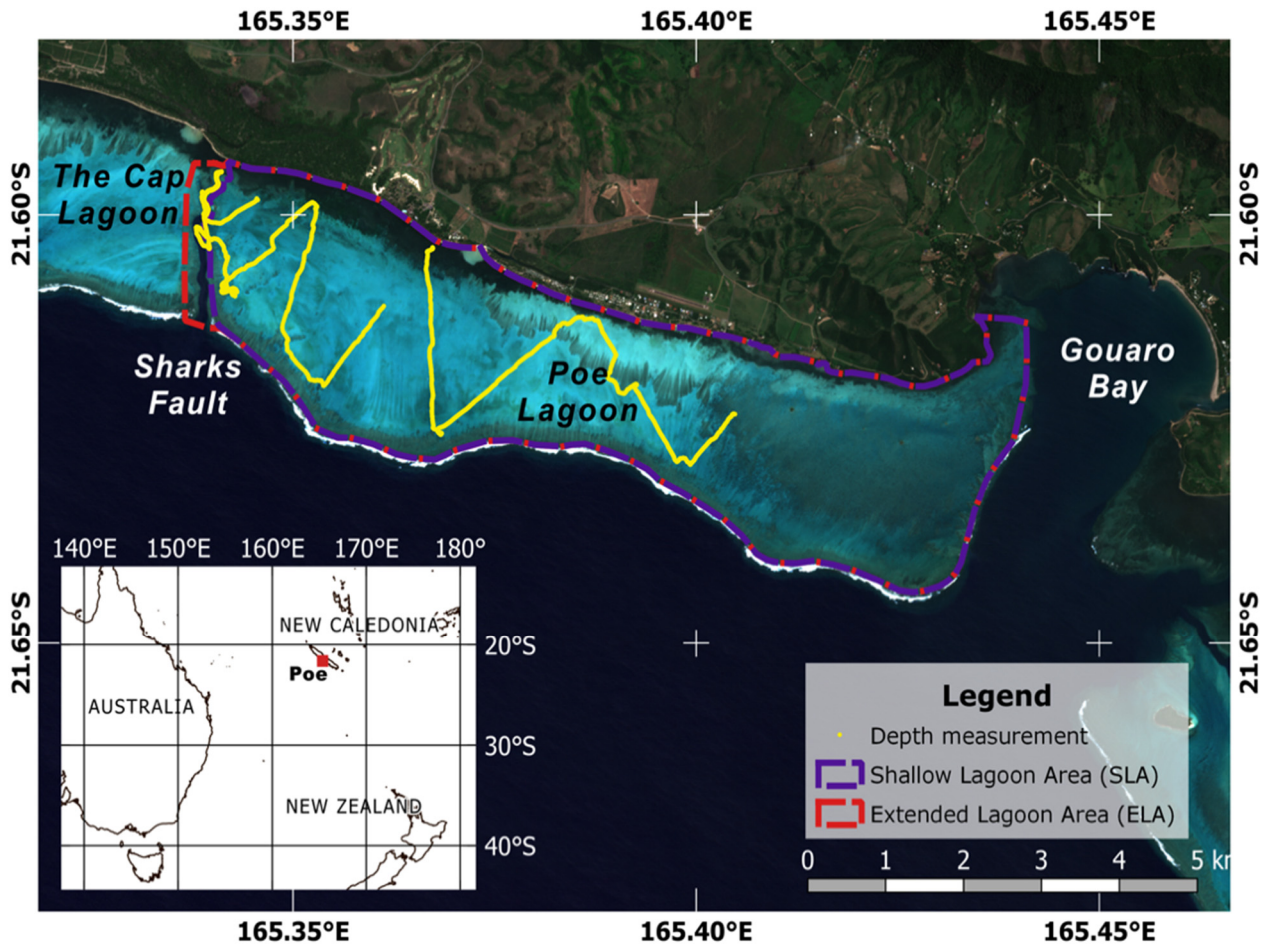 165.35°E 165.40°E 165.45°E
21.60°S
21.60°S
The Cap
Lagoon
Sharks
Fault
Poe
Lagoon
Gouaro
Bay
140°E 150°E 160°E 170°E 180°
NEW CALEDONIA
20°S
Poe
AUSTRALIA
30°S
NEW ZEALAND
40°S
21.65°S
21.65°S
Legend
Depth measurement
Shallow Lagoon Area (SLA)
Extended Lagoon Area (ELA)
0 1 2 3 4 5 km
165.35°E 165.40°E 165.45°E